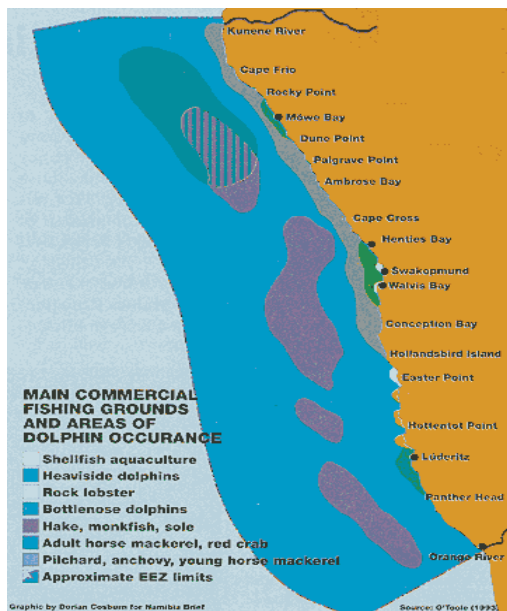 Kunene River
Cape Frio
Rocky Point
Möwe Bay
Dune Point
Palgrave Point
Ambrose Bay
Cape Cross
Henties Bay
Swakopmund
Walvis Bay
Conception Bay
Hollandsbird Island
Easter Point
Hottentot Point
Lüderitz
Panther Head
Orange River
MAIN COMMERCIAL
FISHING GROUNDS
AND AREAS OF
DOLPHIN OCCURANCE
Shellfish aquaculture
Heaviside dolphins
Rock lobster
Bottlenose dolphins
Hake, monkfish, sole
Adult horse mackerel, red crab
Pilchard, anchovy, young horse mackerel
Approximate EEZ limits
Graphic by Dorian Cosburn for Namibia Brief
Source: O'Toole (1993)